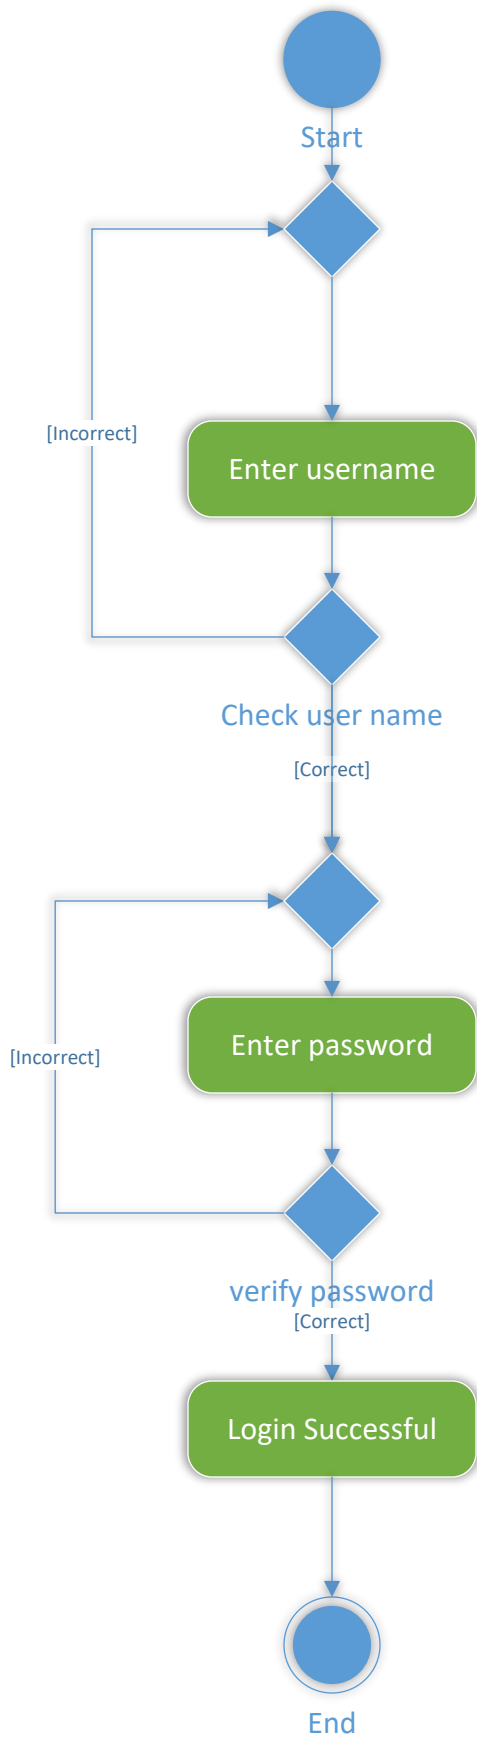 Start
[Incorrect]
Enter username
Check user name
[Correct]
Enter password
[Incorrect]
verify password
[Correct]
Login Successful
End